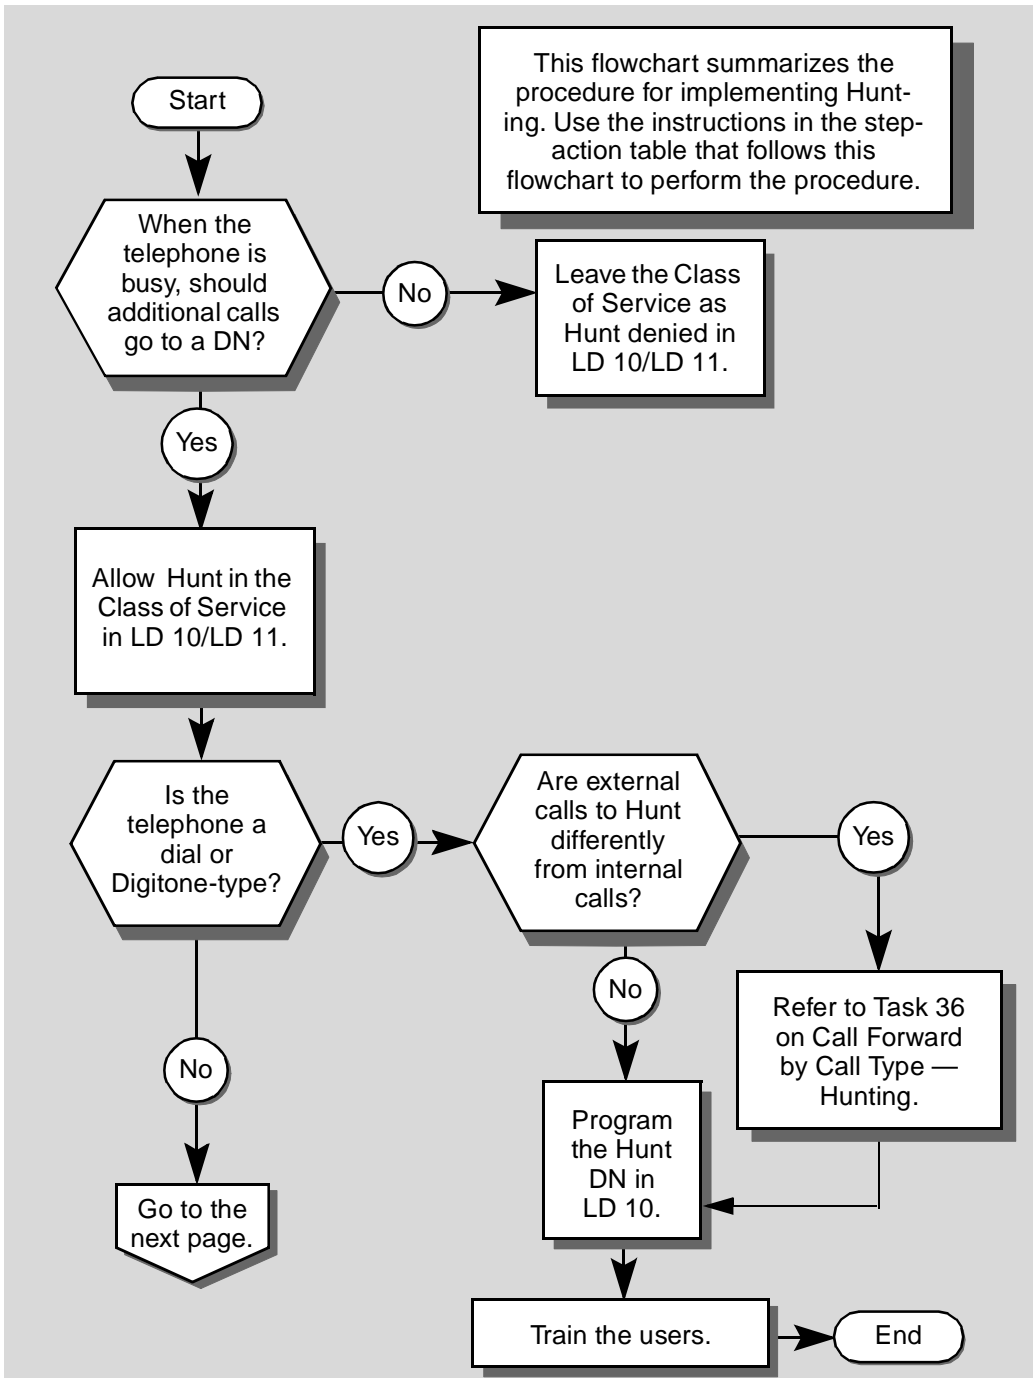 This flowchart summarizes the
procedure for implementing Hunt-
ing. Use the instructions in the step-
action table that follows this
flowchart to perform the procedure.
Start
When the
telephone is
busy, should
additional calls
go to a DN?
No
Leave the Class
of Service as
Hunt denied in
LD 10/LD 11.
Yes
Allow Hunt in the
Class of Service
in LD 10/LD 11.
Is the
telephone a
dial or
Digitone-type?
Yes
Are external
calls to Hunt
differently
from internal
calls?
Yes
No
Refer to Task 36
on Call Forward
by Call Type —
Hunting.
No
Program
the Hunt
DN in
LD 10.
Go to the
next page.
Train the users.
End